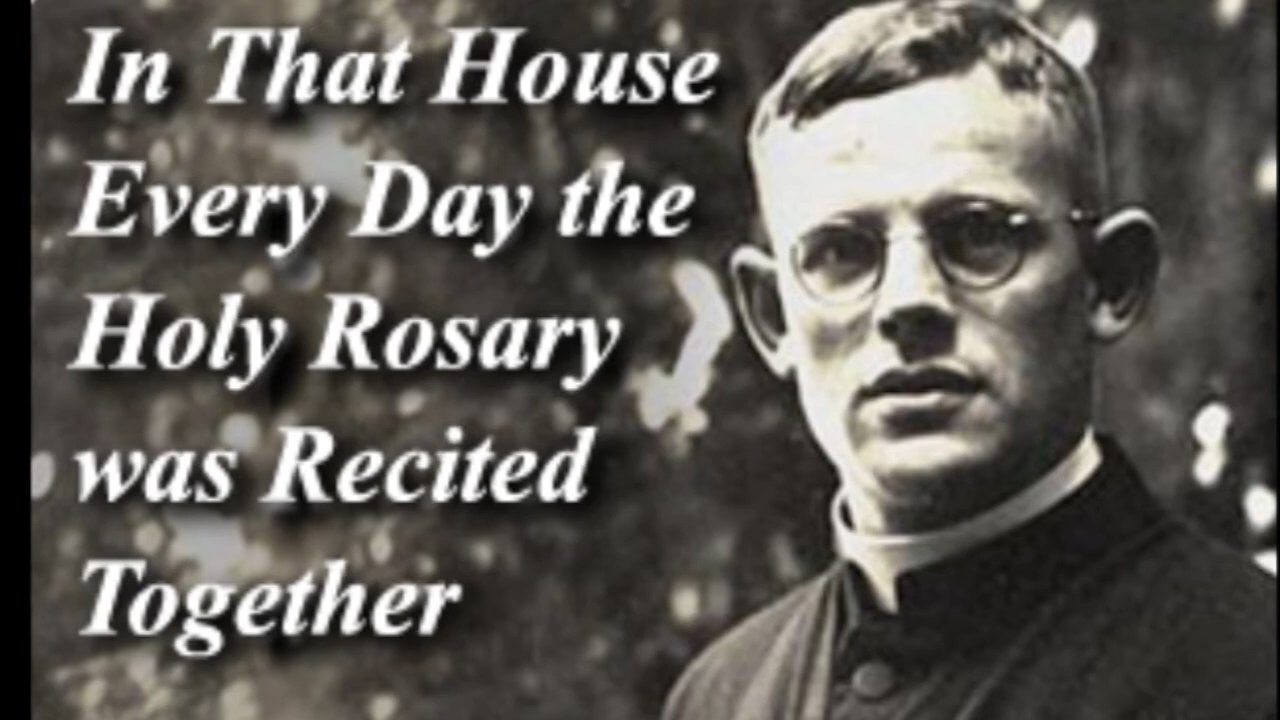 In That House
Every Day the
Holy Rosary
was Recited
Together